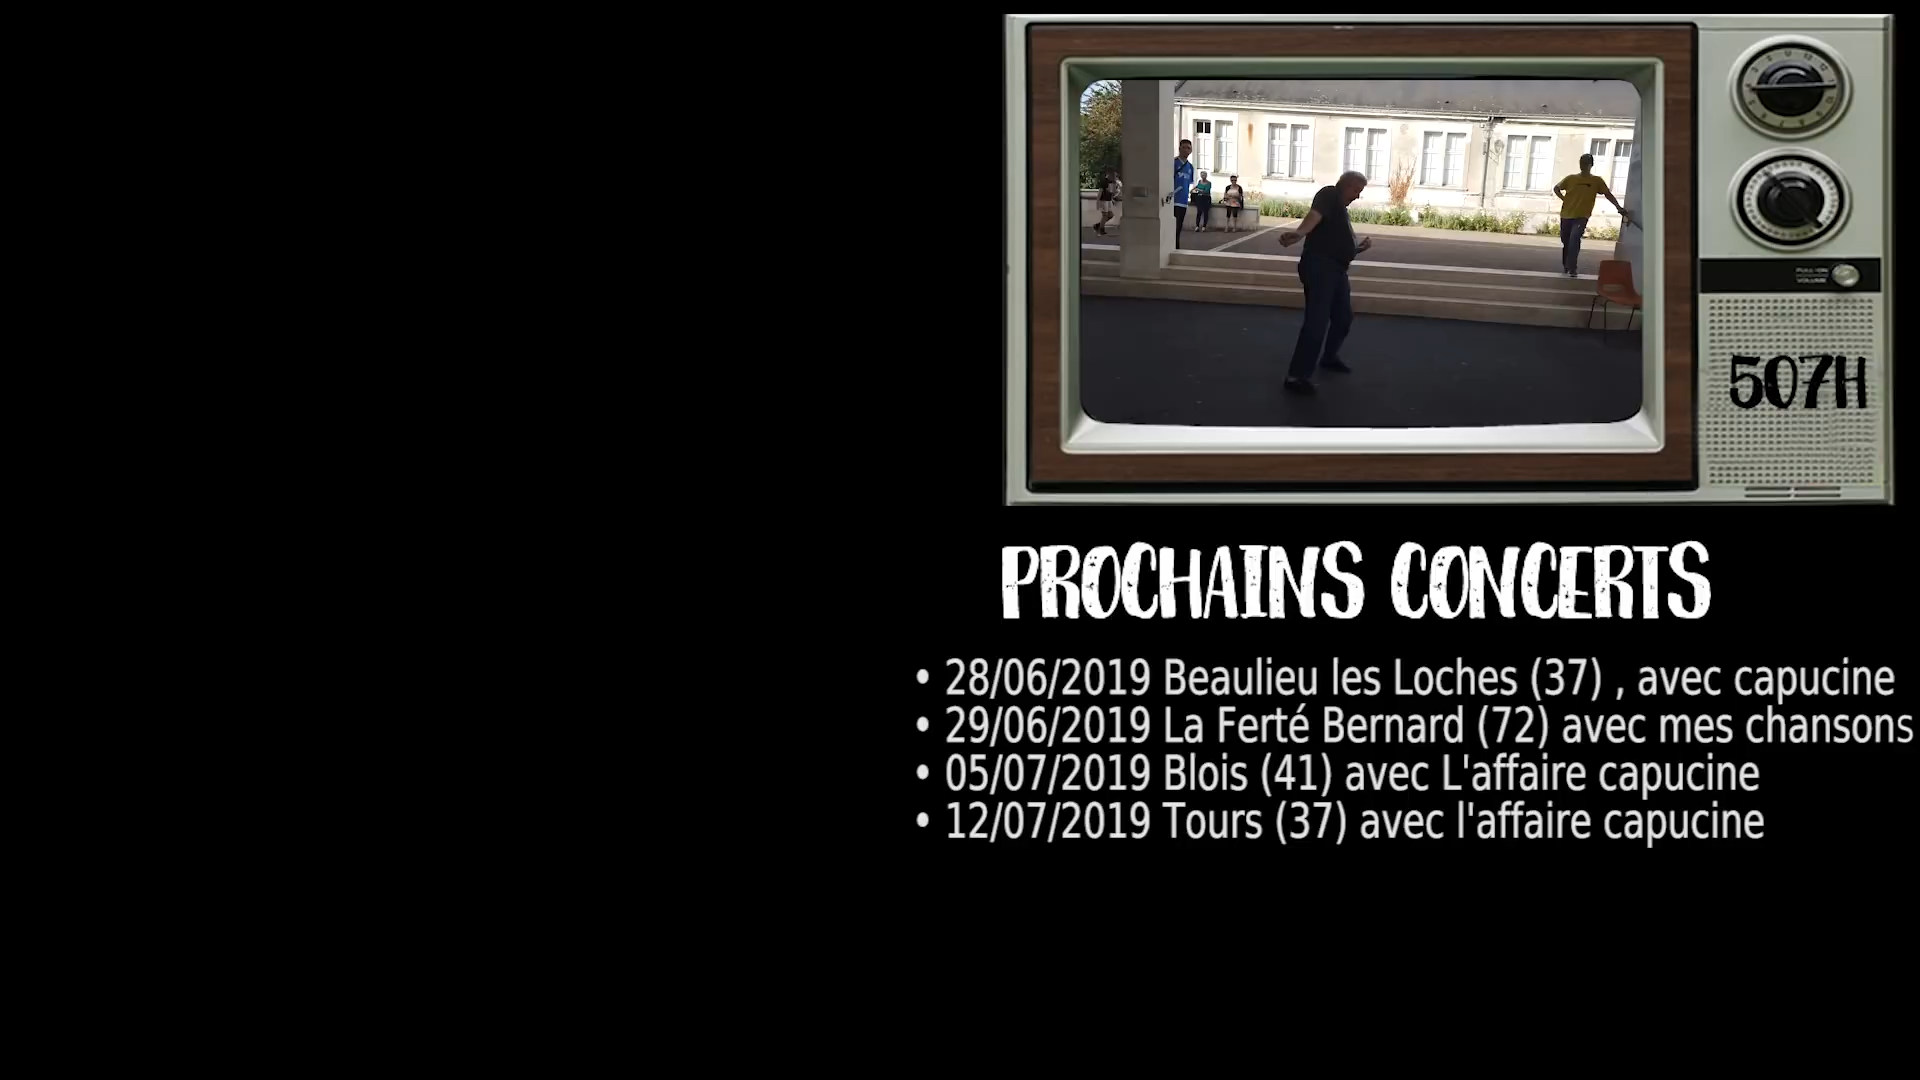 507H
PROCHAINS CONCERTS
• 28/06/2019 Beaulieu les Loches (37) , avec capucine
• 29/06/2019 La Ferté Bernard (72) avec mes chansons
• 05/07/2019 Blois (41) avec L'affaire capucine
• 12/07/2019 Tours (37) avec l'affaire capucine